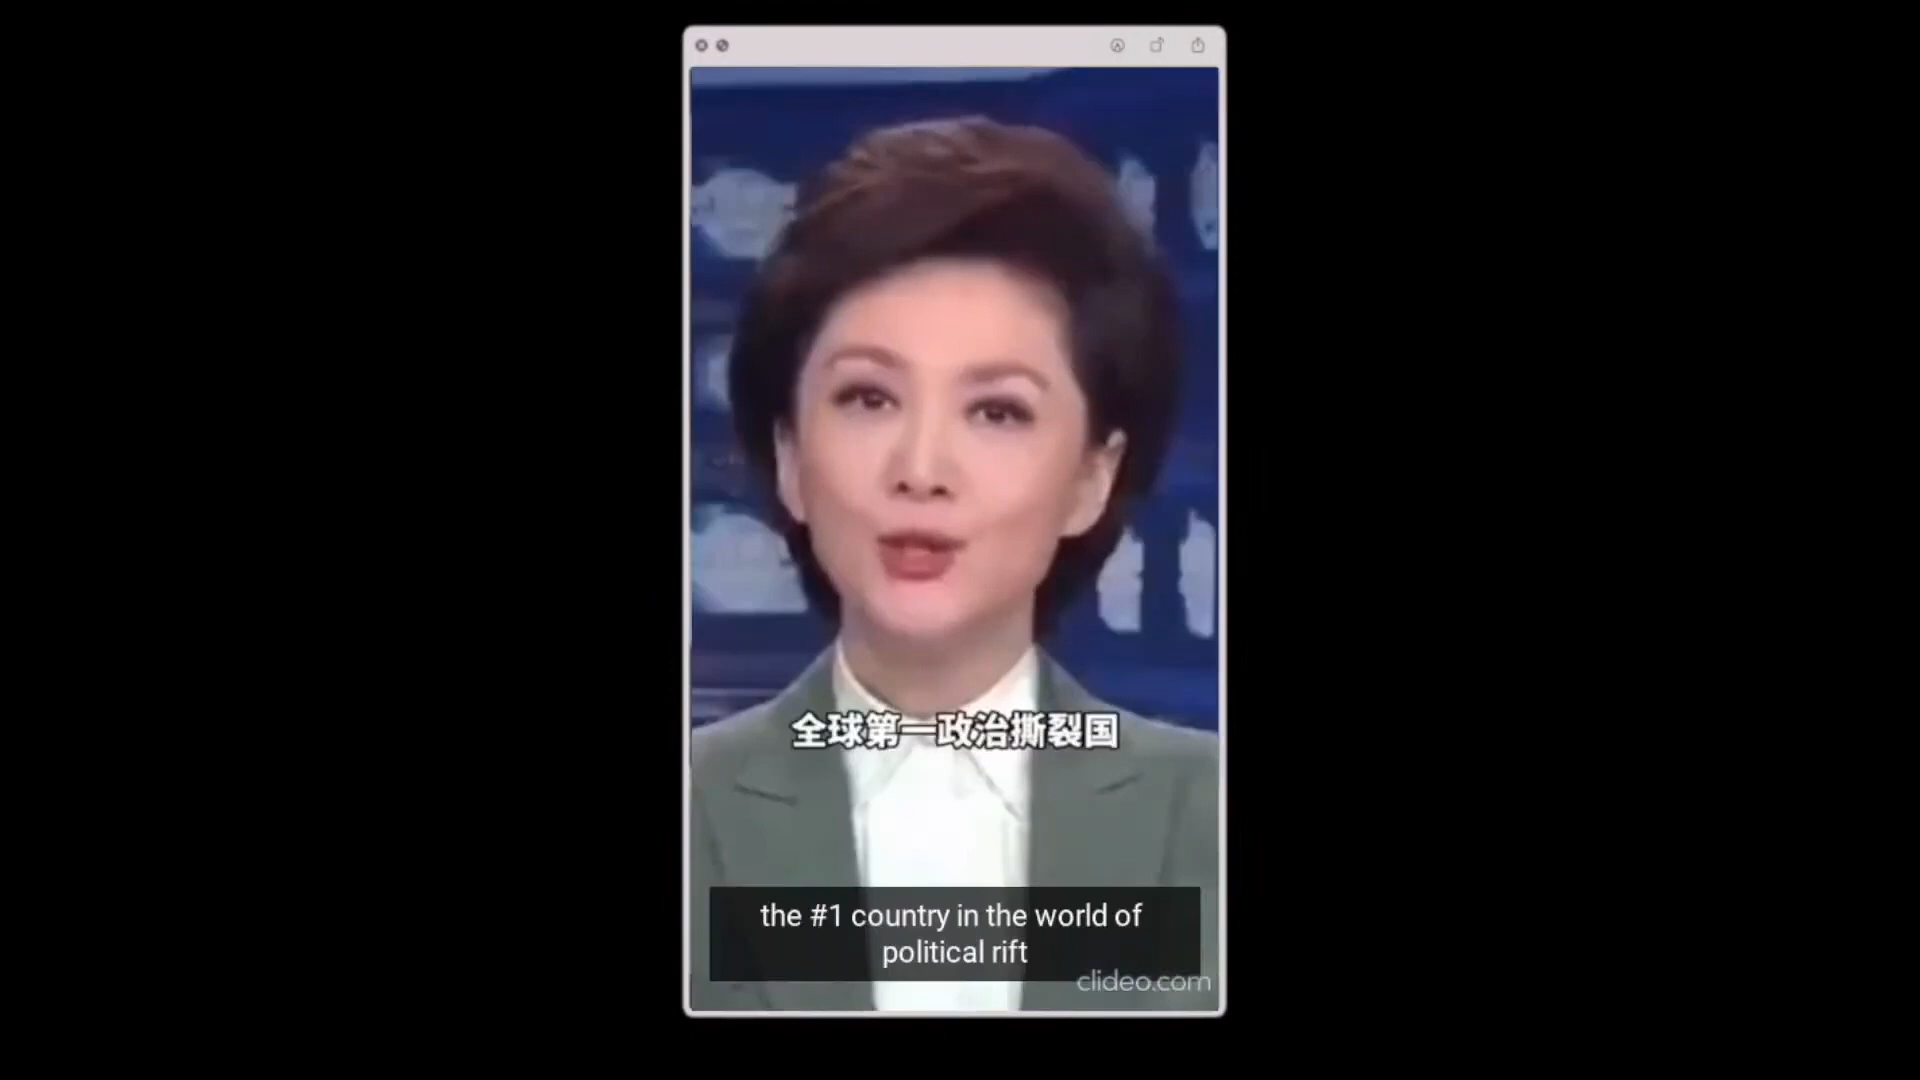 全球第一政治撕裂国
the #1 country in the world of
political rift
clideo.com